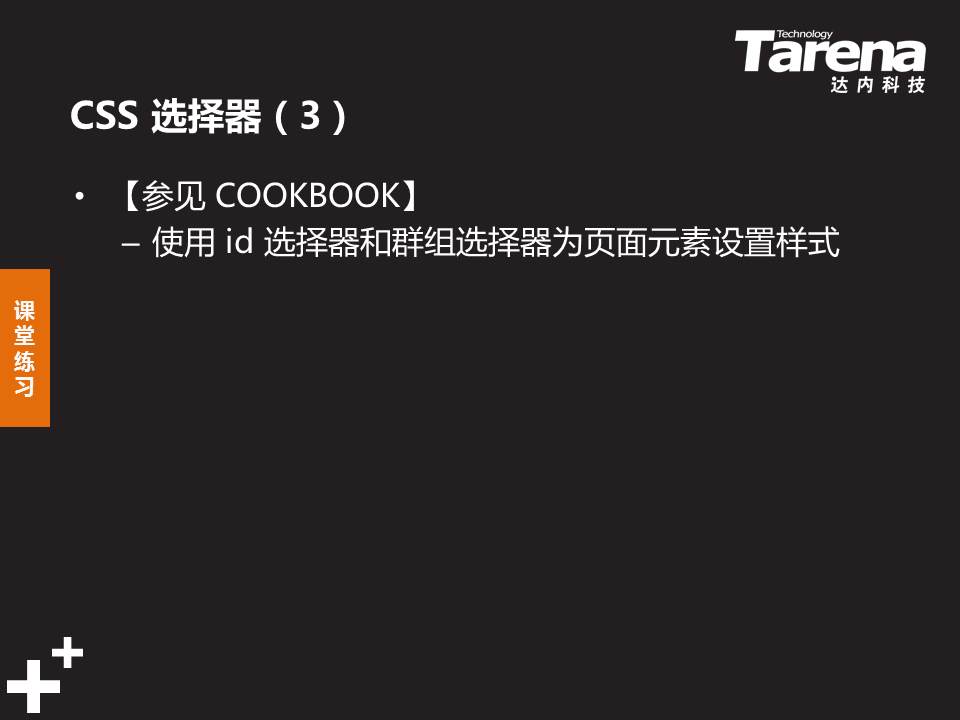 Technology
Tarena
达内科技
CSS 选择器（3）
• 【参见 COOKBOOK】
– 使用 id 选择器和群组选择器为页面元素设置样式
课
堂
练
习